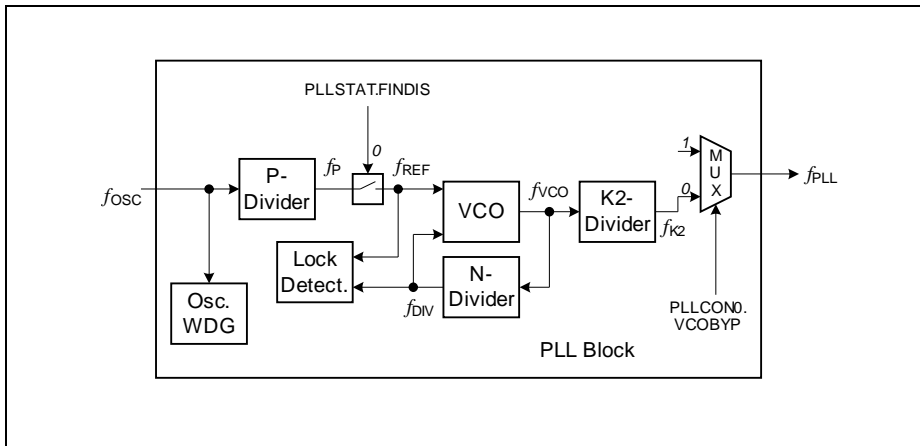 PLLSTAT.FINDIS
0
fOSC
P-
Divider
fP
fREF
VCO
fVCO
K2-
Divider
fK2
1
0
M
U
X
fPLL
Osc.
WDG
Lock
Detect.
fDIV
N-
Divider
PLLCON0.
VCOBYP
PLL Block